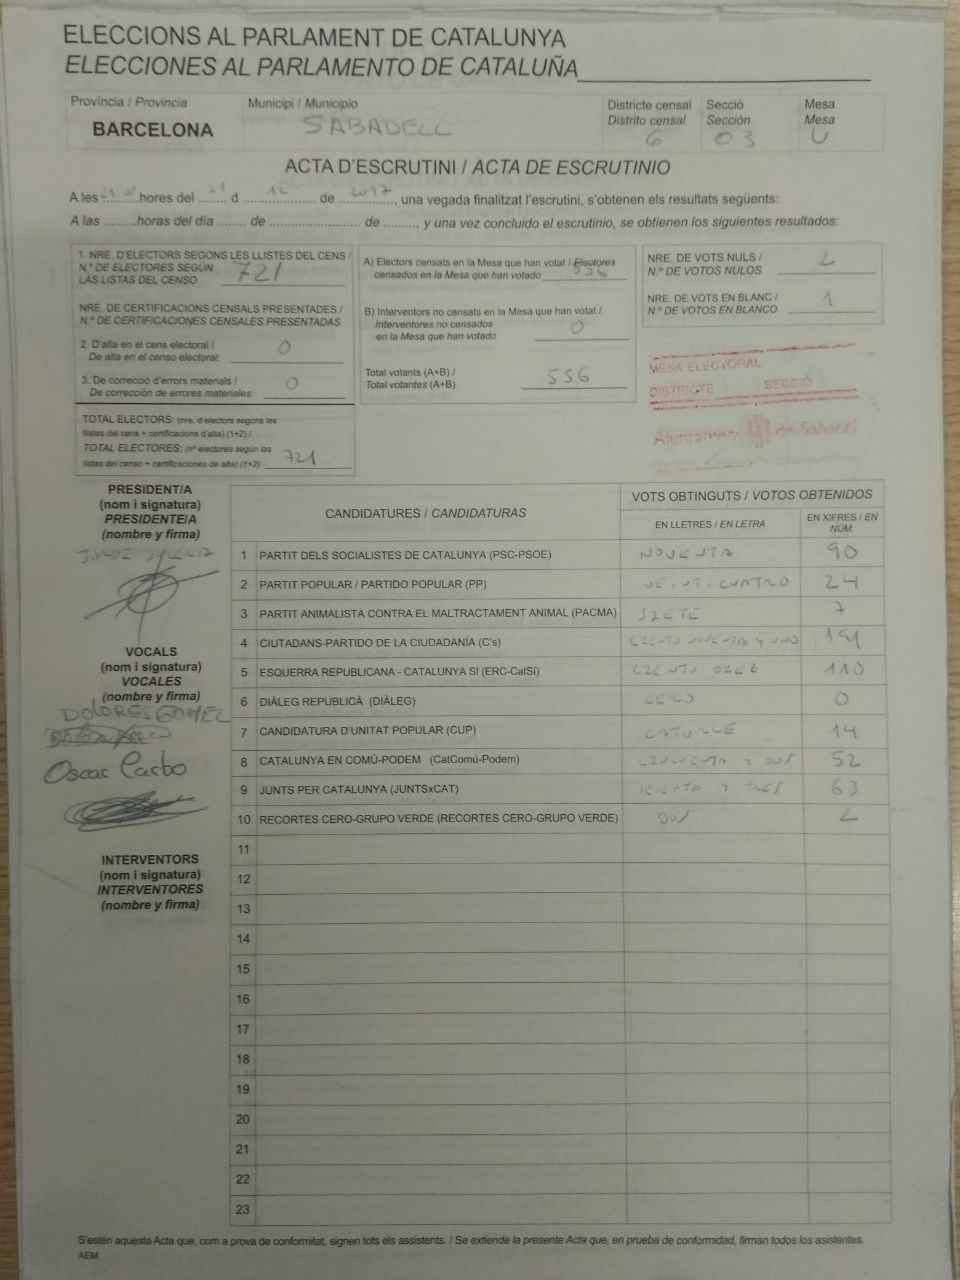 ELECCIONS AL PARLAMENT DE CATALUNYA
ELECCIONES AL PARLAMENTO DE CATALUÑA
Província / Provincia
BARCELONA
Municipi / Municipio
SABADELL
Districte censal
Distrito censal
6
Secció
Sección
03
Mesa
Mesa
U
ACTA D'ESCRUTINI / ACTA DE ESCRUTINIO
A les hores del 21 d 12 de 2017, una vegada finalitzat l'escrutini, s'obtenen els resultats següents:
A las ......... horas del día ........ de ........................ de ........., y una vez concluido el escrutinio, se obtienen los siguientes resultados:
1. NRE. D'ELECTORS SEGONS LES LLISTES DEL CENS /
N.º DE ELECTORES SEGÚN
LAS LISTAS DEL CENSO 721
NRE. DE CERTIFICACIONS CENSALS PRESENTADES /
N.º DE CERTIFICACIONES CENSALES PRESENTADAS
2. D'alta en el cens electoral /
De alta en el censo electoral: 0
3. De correcció d'errors materials /
De corrección de errores materiales: 0
TOTAL ELECTORS: (nre. d'electors segons les
llistes del cens + certificacions d'alta) (1+2) /
TOTAL ELECTORES: (nº electores según las
listas del censo + certificaciones de alta) (1+2) 721
A) Electors censats en la Mesa que han votat / Electores
censados en la Mesa que han votado 556
B) Interventors no censats en la Mesa que han votat /
Interventores no censados
en la Mesa que han votado 0
Total votants (A+B) /
Total votantes (A+B) 556
NRE. DE VOTS NULS /
N.º DE VOTOS NULOS 2
NRE. DE VOTS EN BLANC /
N.º DE VOTOS EN BLANCO 1
MESA ELECTORAL
DISTRICTE SECCIÓ
Ajuntament de Sabadell
PRESIDENT/A
(nom i signatura)
PRESIDENTE/A
(nombre y firma)
VOCALS
(nom i signatura)
VOCALES
(nombre y firma)
DOLORES GOMEZ
Oscar Carbo
INTERVENTORS
(nom i signatura)
INTERVENTORES
(nombre y firma)
CANDIDATURES / CANDIDATURAS
VOTS OBTINGUTS / VOTOS OBTENIDOS
EN LLETRES / EN LETRA
EN XIFRES / EN NÚM.
1 PARTIT DELS SOCIALISTES DE CATALUNYA (PSC-PSOE) NOVENTA 90
2 PARTIT POPULAR / PARTIDO POPULAR (PP) VEINTICUATRO 24
3 PARTIT ANIMALISTA CONTRA EL MALTRACTAMENT ANIMAL (PACMA) SIETE 7
4 CIUTADANS-PARTIDO DE LA CIUDADANÍA (C's) CIENTO NOVENTA Y UNO 191
5 ESQUERRA REPUBLICANA - CATALUNYA SI (ERC-CatSí) CIENTO DIEZ 110
6 DIÀLEG REPUBLICÀ (DIÀLEG) CERO 0
7 CANDIDATURA D'UNITAT POPULAR (CUP) CATORCE 14
8 CATALUNYA EN COMÚ-PODEM (CatComú-Podem) CINCUENTA Y DOS 52
9 JUNTS PER CATALUNYA (JUNTSxCAT) SESENTA Y TRES 63
10 RECORTES CERO-GRUPO VERDE (RECORTES CERO-GRUPO VERDE) DOS 2
11
12
13
14
15
16
17
18
19
20
21
22
23
S'estén aquesta Acta que, com a prova de conformitat, signen tots els assistents. / Se extiende la presente Acta que, en prueba de conformidad, firman todos los asistentes.
AEM